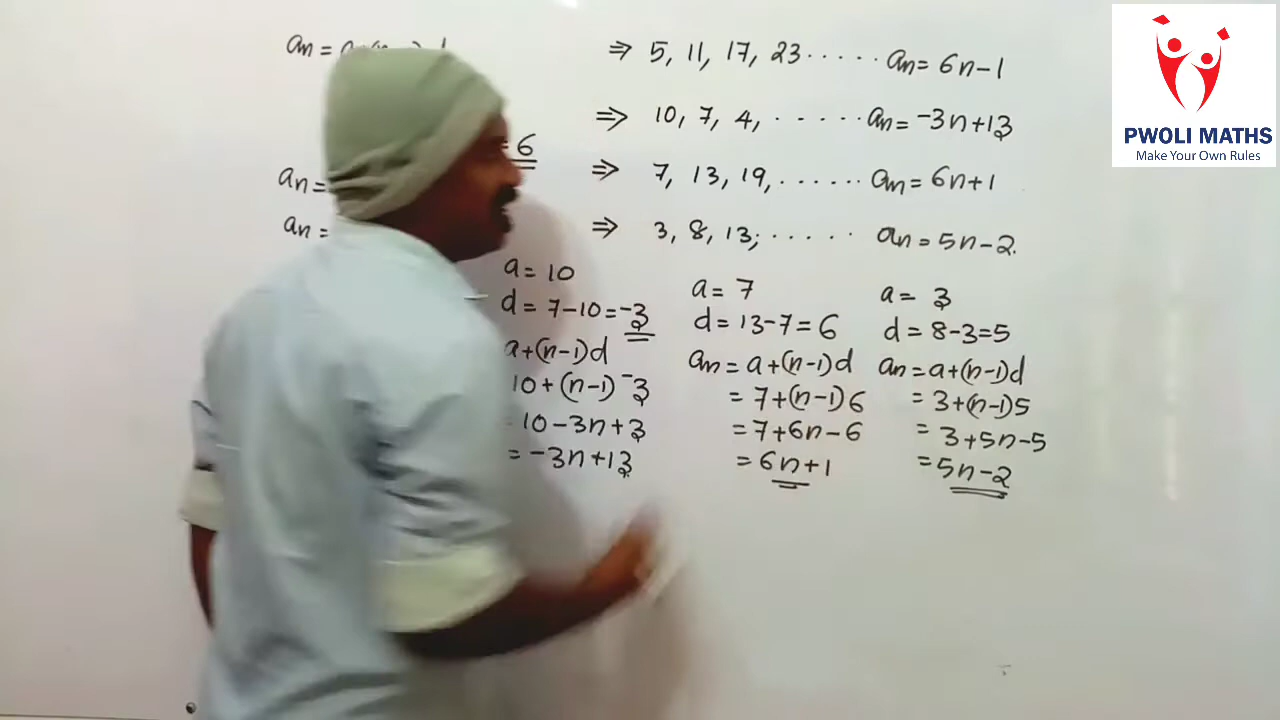 an =
⇒ 5, 11, 17, 23 ..... an = 6n-1
⇒ 10, 7, 4, ...... an = -3n+13
= 6
an =
⇒ 7, 13, 19, ...... an = 6n+1
an =
⇒ 3, 8, 13; ...... an = 5n-2.
a = 10
d = 7-10 = -3
a+(n-1)d
10+(n-1) -3
10-3n+3
= -3n+13
a = 7
d = 13-7 = 6
an = a+(n-1)d
= 7+(n-1)6
= 7+6n-6
= 6n+1
a = 3
d = 8-3=5
an = a+(n-1)d
= 3+(n-1)5
= 3+5n-5
= 5n-2
PWOLI MATHS
Make Your Own Rules